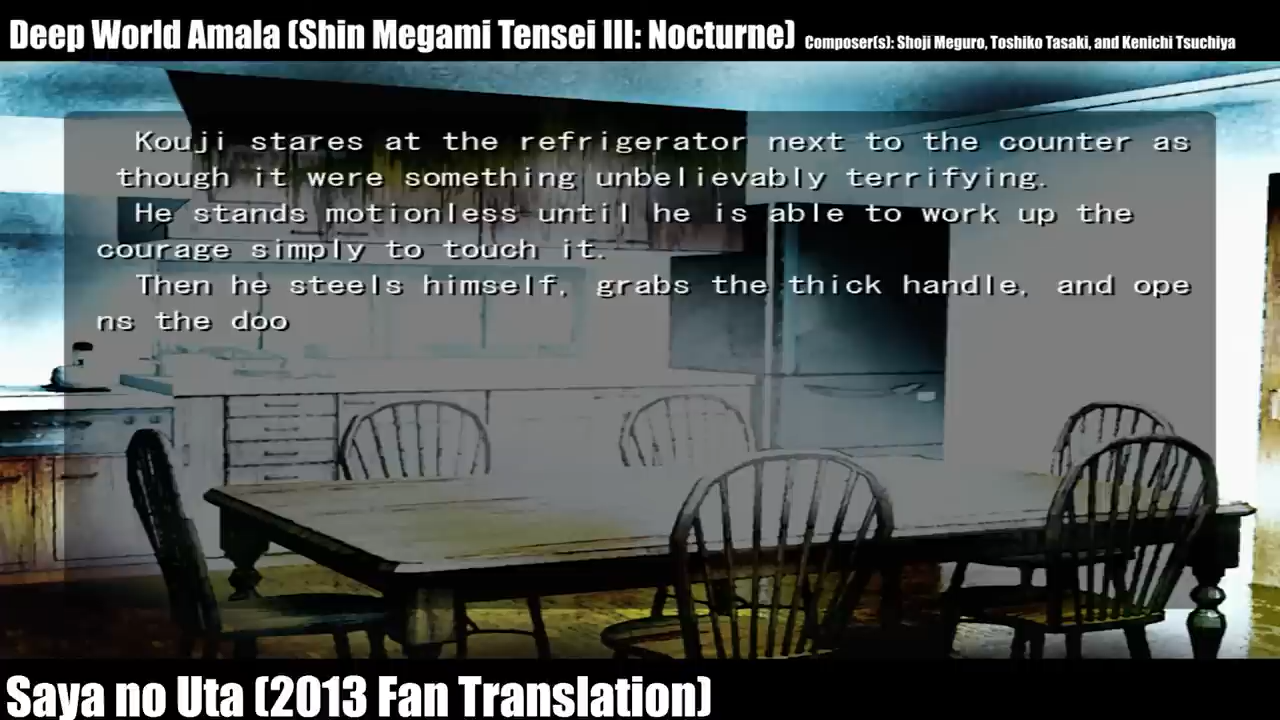 Deep World Amala (Shin Megami Tensei III: Nocturne) Composer(s): Shoji Meguro, Toshiko Tasaki, and Kenichi Tsuchiya
Kouji stares at the refrigerator next to the counter as
though it were something unbelievably terrifying.
He stands motionless until he is able to work up the
courage simply to touch it.
Then he steels himself, grabs the thick handle, and ope
ns the doo
Saya no Uta (2013 Fan Translation)